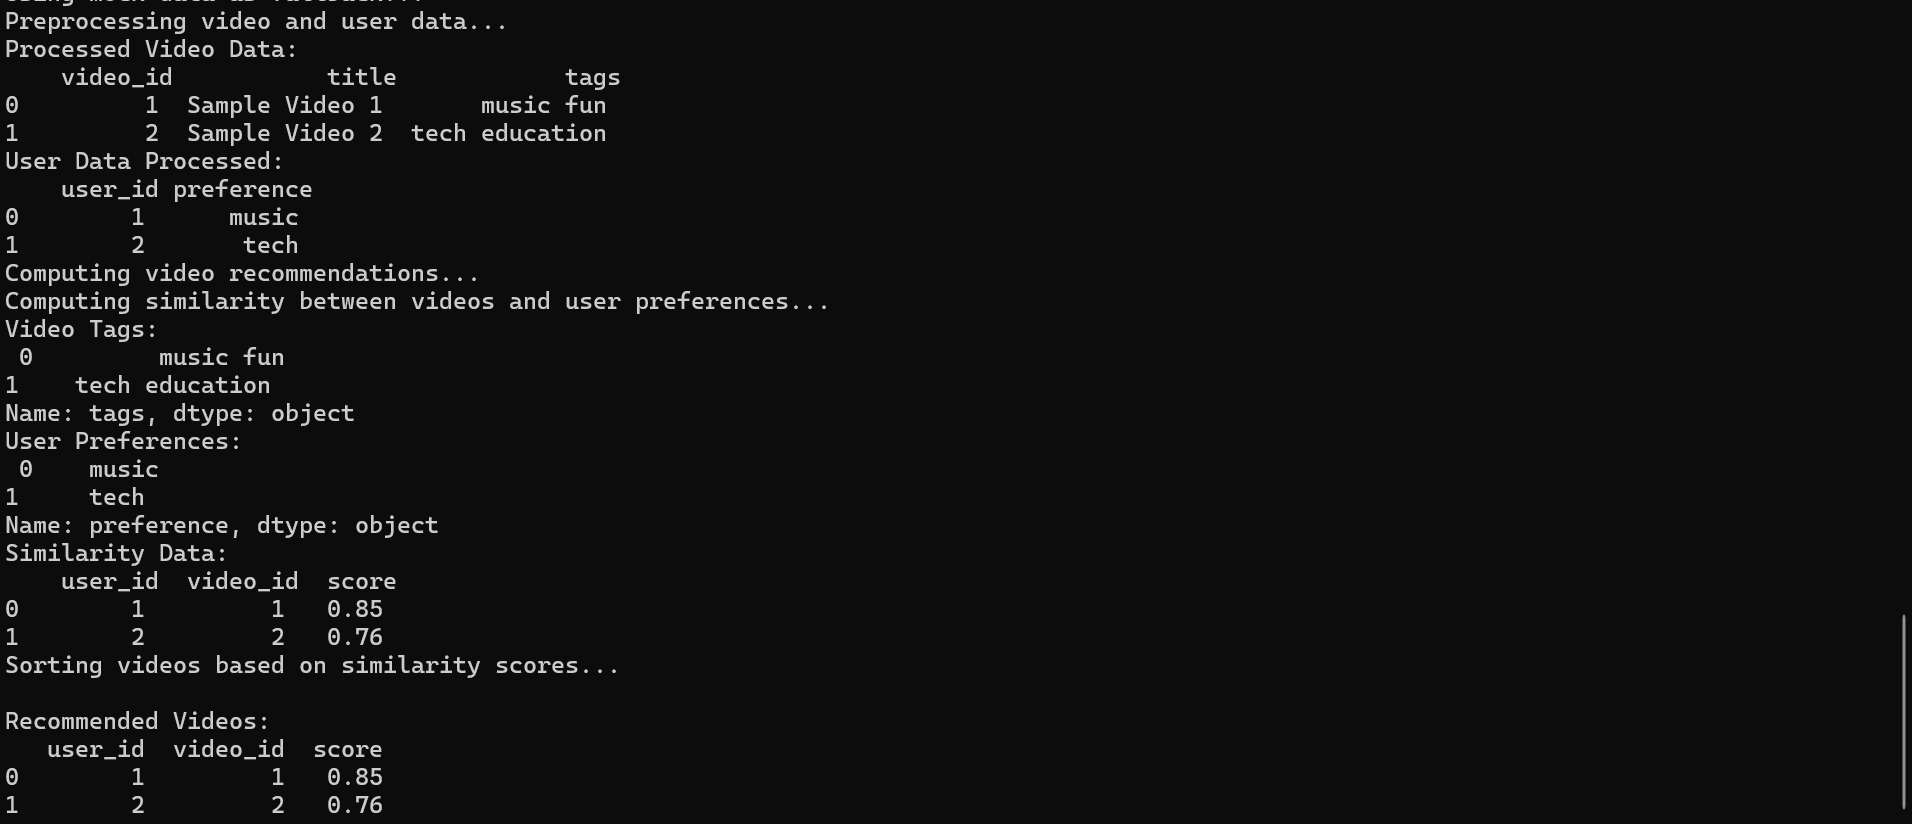 Preprocessing video and user data...
Processed Video Data:
    video_id           title            tags
0         1  Sample Video 1       music fun
1         2  Sample Video 2  tech education
User Data Processed:
    user_id preference
0        1      music
1        2       tech
Computing video recommendations...
Computing similarity between videos and user preferences...
Video Tags:
 0         music fun
1    tech education
Name: tags, dtype: object
User Preferences:
 0    music
1     tech
Name: preference, dtype: object
Similarity Data:
    user_id  video_id  score
0        1         1   0.85
1        2         2   0.76
Sorting videos based on similarity scores...

Recommended Videos:
   user_id  video_id  score
0        1         1   0.85
1        2         2   0.76